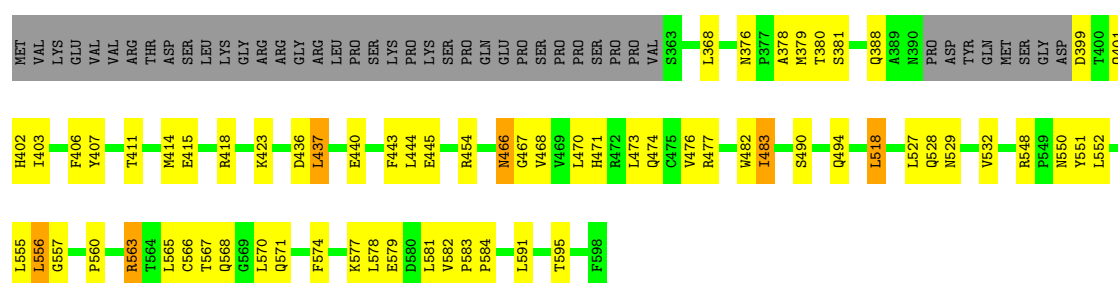 MET VAL LYS GLU VAL VAL ARG THR ASP SER LEU LYS GLY ARG ARG GLY ARG LEU PRO SER LYS PRO LYS SER PRO GLN GLU PRO SER PRO PRO SER PRO PRO VAL S363 L368 N376 P377 A378 M379 T380 S381 Q388 A389 N390 PRO ASP TYR GLN MET SER GLY ASP D399 T400 Q401
H402 I403 F406 Y407 T411 M414 E415 R418 K423 D436 L437 E440 F443 L444 E445 R454 N466 G467 V468 V469 L470 H471 R472 L473 Q474 C475 V476 R477 W482 I483 S490 Q494 L518 L527 Q528 N529 V532 R548 P549 N550 Y551 L552
L555 L556 G557 P560 R563 T564 L565 C566 T567 Q568 G569 L570 Q571 F574 K577 L578 E579 D580 L581 V582 P583 P584 L591 T595 F598